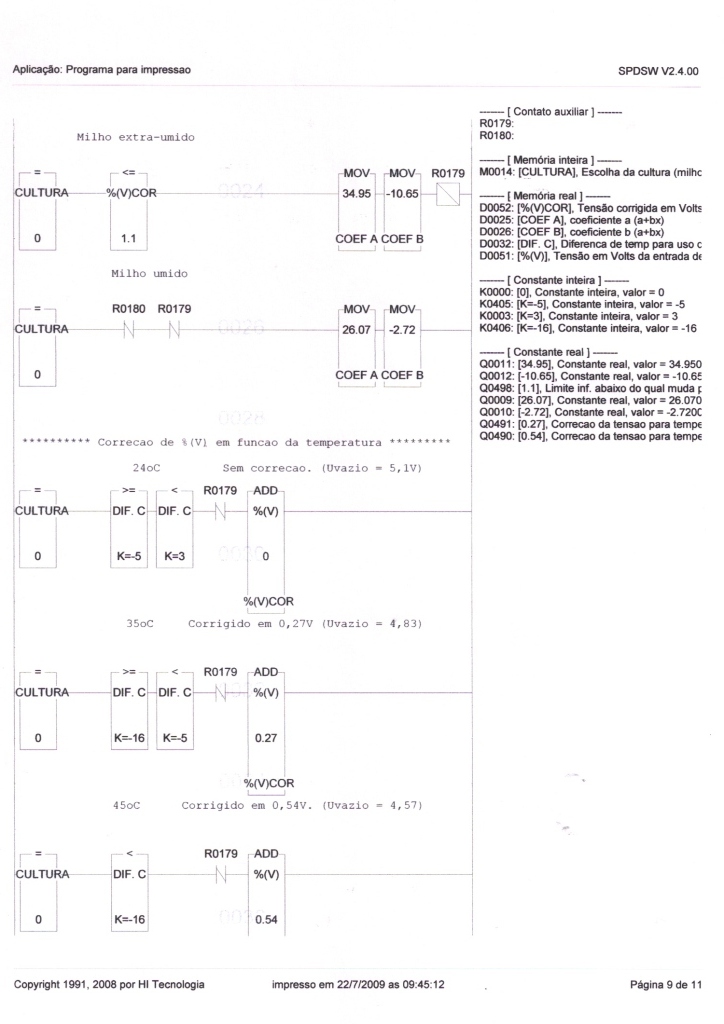 Aplicação: Programa para impressao
SPDSW V2.4.00
Milho extra-umido
= <= MOV MOV R0179
CULTURA %(V)COR 34.95 -10.65
0 1.1 COEF A COEF B
Milho umido
= R0180 R0179 MOV MOV
CULTURA 26.07 -2.72
0 COEF A COEF B
********** Correcao de %(V) em funcao da temperatura *********
24oC Sem correcao. (Uvazio = 5,1V)
= >= < R0179 ADD
CULTURA DIF. C DIF. C %(V)
0 K=-5 K=3 0
%(V)COR
35oC Corrigido em 0,27V (Uvazio = 4,83)
= >= < R0179 ADD
CULTURA DIF. C DIF. C %(V)
0 K=-16 K=-5 0.27
%(V)COR
45oC Corrigido em 0,54V. (Uvazio = 4,57)
= < R0179 ADD
CULTURA DIF. C %(V)
0 K=-16 0.54
------- [ Contato auxiliar ] -------
R0179:
R0180:
------- [ Memória inteira ] -------
M0014: [CULTURA], Escolha da cultura (milho
------- [ Memória real ] -------
D0052: [%(V)COR], Tensão corrigida em Volts
D0025: [COEF A], coeficiente a (a+bx)
D0026: [COEF B], coeficiente b (a+bx)
D0032: [DIF. C], Diferenca de temp para uso c
D0051: [%(V)], Tensão em Volts da entrada de
------- [ Constante inteira ] -------
K0000: [0], Constante inteira, valor = 0
K0405: [K=-5], Constante inteira, valor = -5
K0003: [K=3], Constante inteira, valor = 3
K0406: [K=-16], Constante inteira, valor = -16
------- [ Constante real ] -------
Q0011: [34.95], Constante real, valor = 34.950
Q0012: [-10.65], Constante real, valor = -10.65
Q0498: [1.1], Limite inf. abaixo do qual muda p
Q0009: [26.07], Constante real, valor = 26.070
Q0010: [-2.72], Constante real, valor = -2.7200
Q0491: [0.27], Correcao da tensao para tempe
Q0490: [0.54], Correcao da tensao para tempe
Copyright 1991, 2008 por HI Tecnologia
impresso em 22/7/2009 as 09:45:12
Página 9 de 11